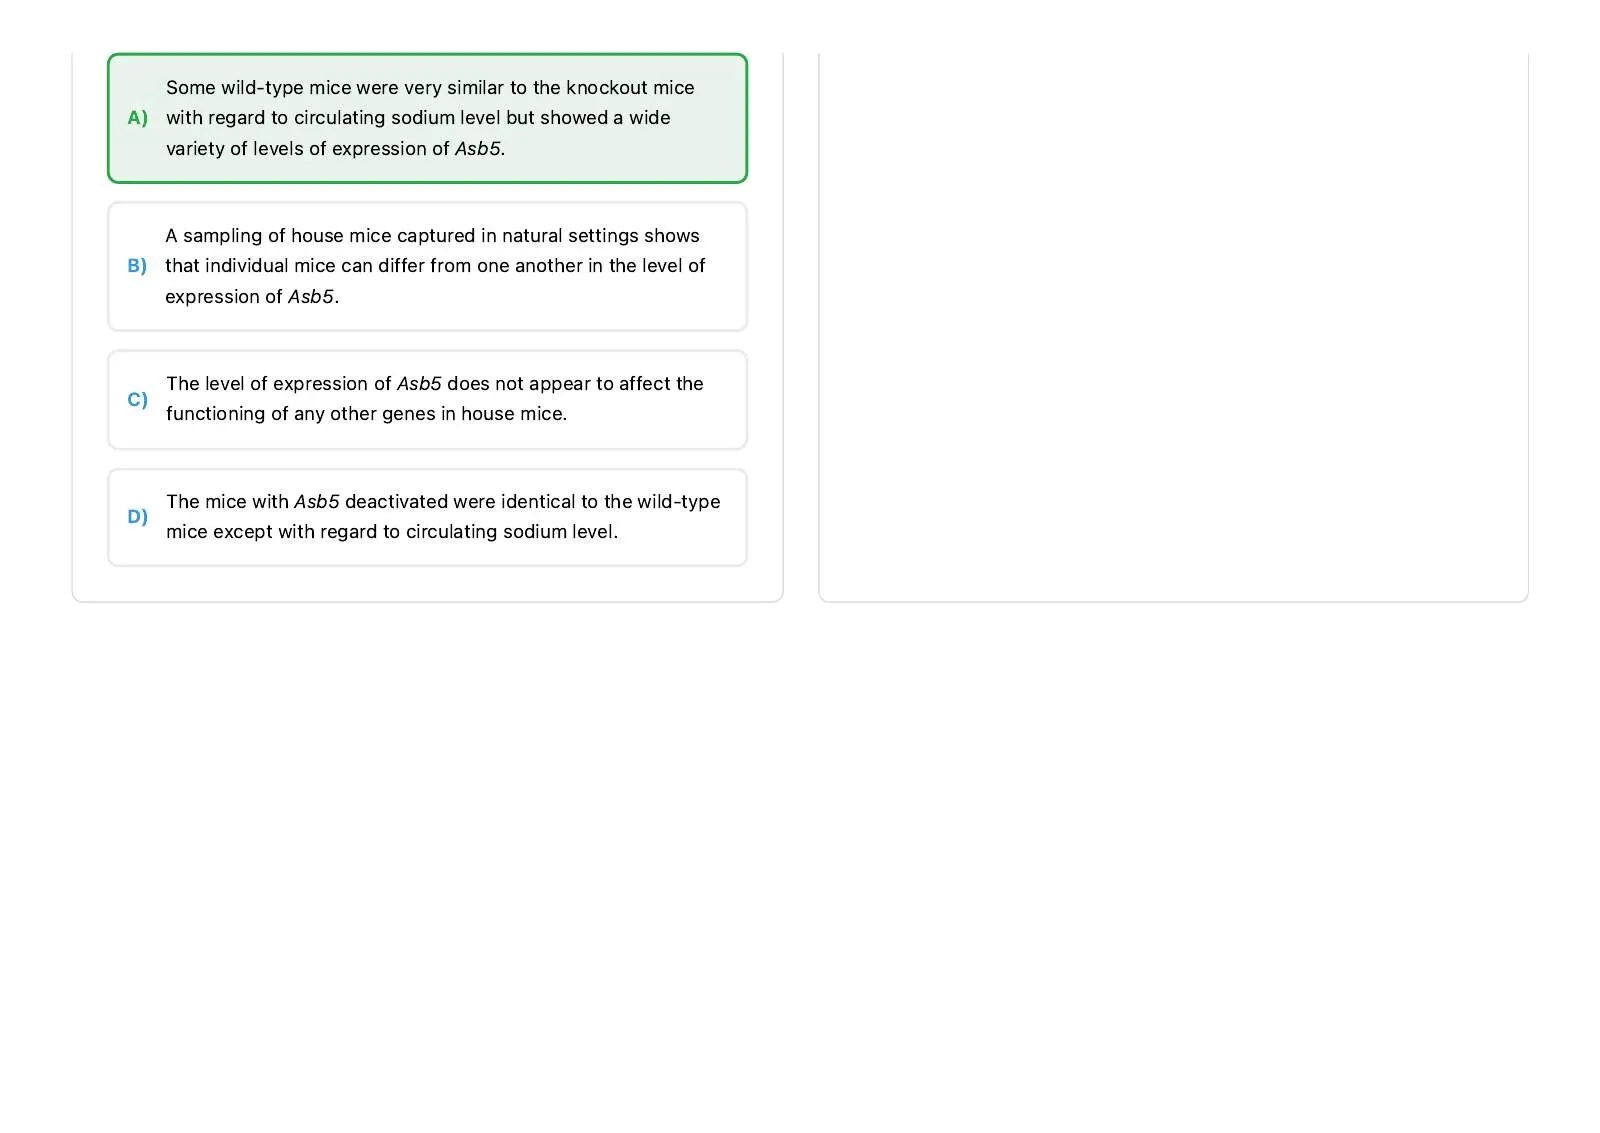 Some wild-type mice were very similar to the knockout mice
A) with regard to circulating sodium level but showed a wide
variety of levels of expression of Asb5.
A sampling of house mice captured in natural settings shows
B) that individual mice can differ from one another in the level of
expression of Asb5.
The level of expression of Asb5 does not appear to affect the
C)
functioning of any other genes in house mice.
The mice with Asb5 deactivated were identical to the wild-type
D)
mice except with regard to circulating sodium level.